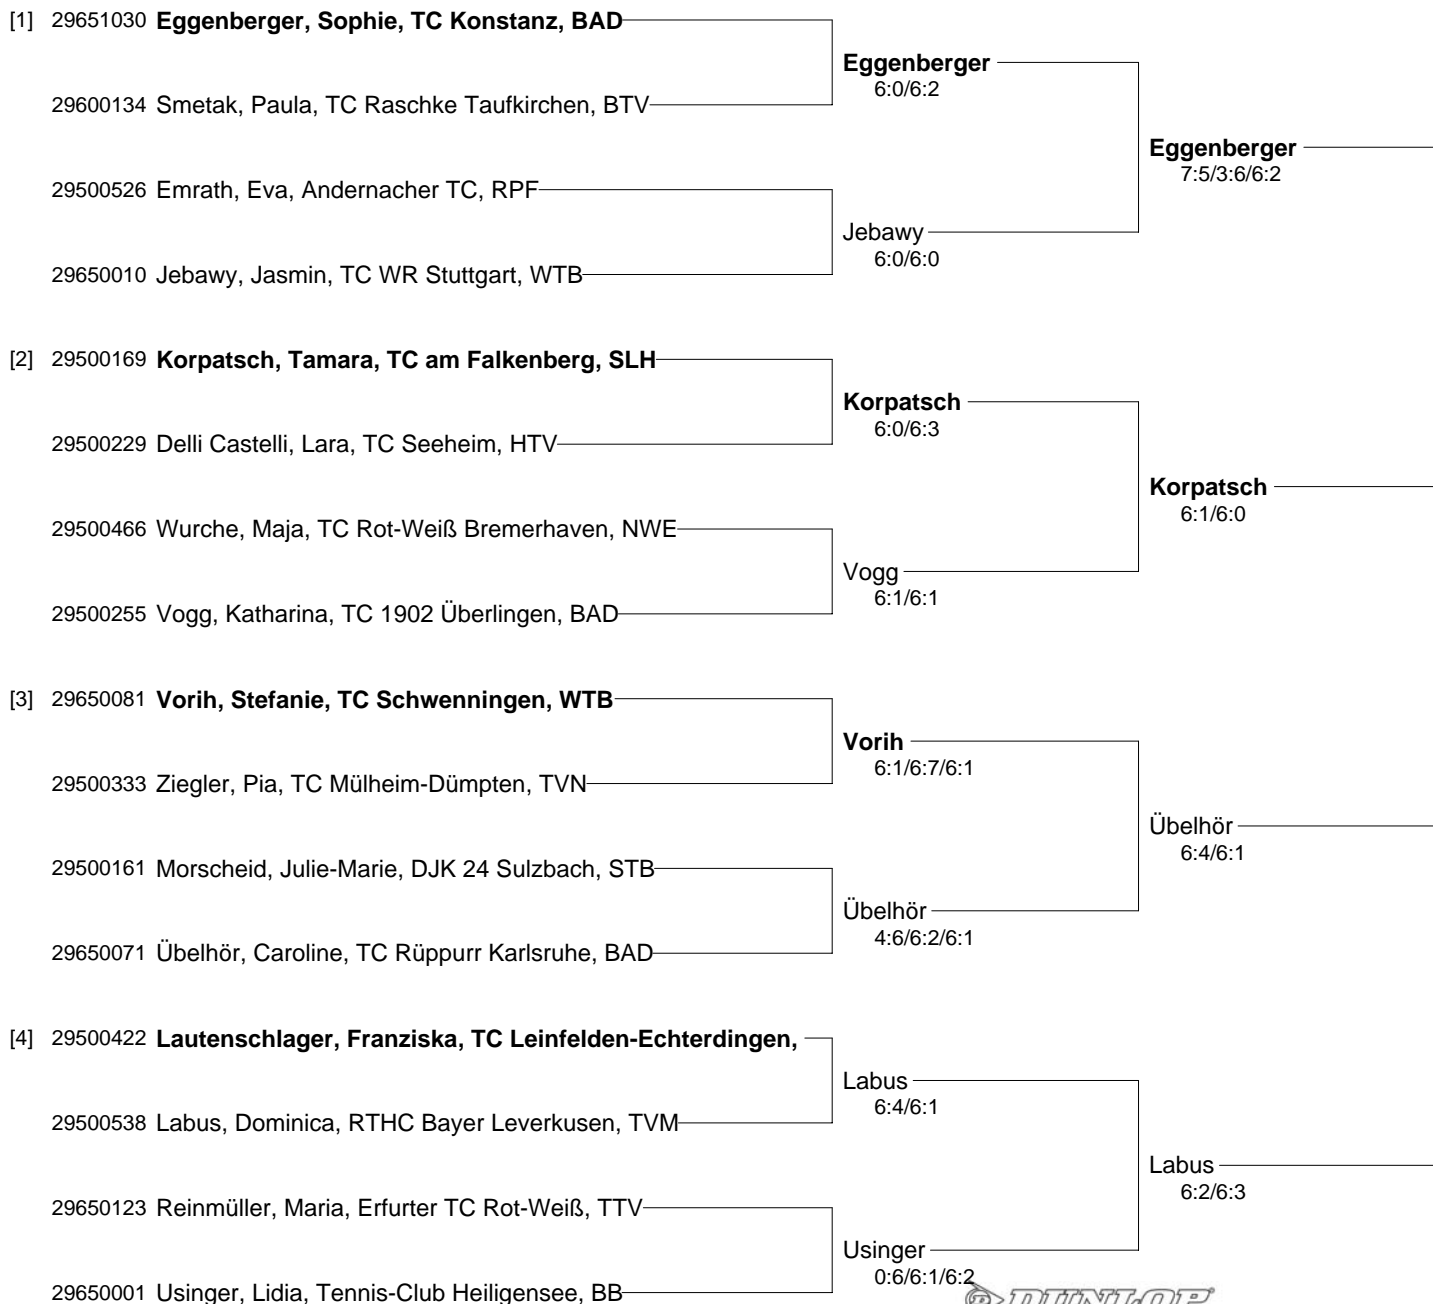 [1] 29651030 Eggenberger, Sophie, TC Konstanz, BAD
Eggenberger
6:0/6:2
29600134 Smetak, Paula, TC Raschke Taufkirchen, BTV
Eggenberger
7:5/3:6/6:2
29500526 Emrath, Eva, Andernacher TC, RPF
Jebawy
6:0/6:0
29650010 Jebawy, Jasmin, TC WR Stuttgart, WTB
[2] 29500169 Korpatsch, Tamara, TC am Falkenberg, SLH
Korpatsch
6:0/6:3
29500229 Delli Castelli, Lara, TC Seeheim, HTV
Korpatsch
6:1/6:0
29500466 Wurche, Maja, TC Rot-Weiß Bremerhaven, NWE
Vogg
6:1/6:1
29500255 Vogg, Katharina, TC 1902 Überlingen, BAD
[3] 29650081 Vorih, Stefanie, TC Schwenningen, WTB
Vorih
6:1/6:7/6:1
29500333 Ziegler, Pia, TC Mülheim-Dümpten, TVN
Übelhör
6:4/6:1
29500161 Morscheid, Julie-Marie, DJK 24 Sulzbach, STB
Übelhör
4:6/6:2/6:1
29650071 Übelhör, Caroline, TC Rüppurr Karlsruhe, BAD
[4] 29500422 Lautenschlager, Franziska, TC Leinfelden-Echterdingen,
Labus
6:4/6:1
29500538 Labus, Dominica, RTHC Bayer Leverkusen, TVM
Labus
6:2/6:3
29650123 Reinmüller, Maria, Erfurter TC Rot-Weiß, TTV
Usinger
0:6/6:1/6:2
29650001 Usinger, Lidia, Tennis-Club Heiligensee, BB
DUNLOP